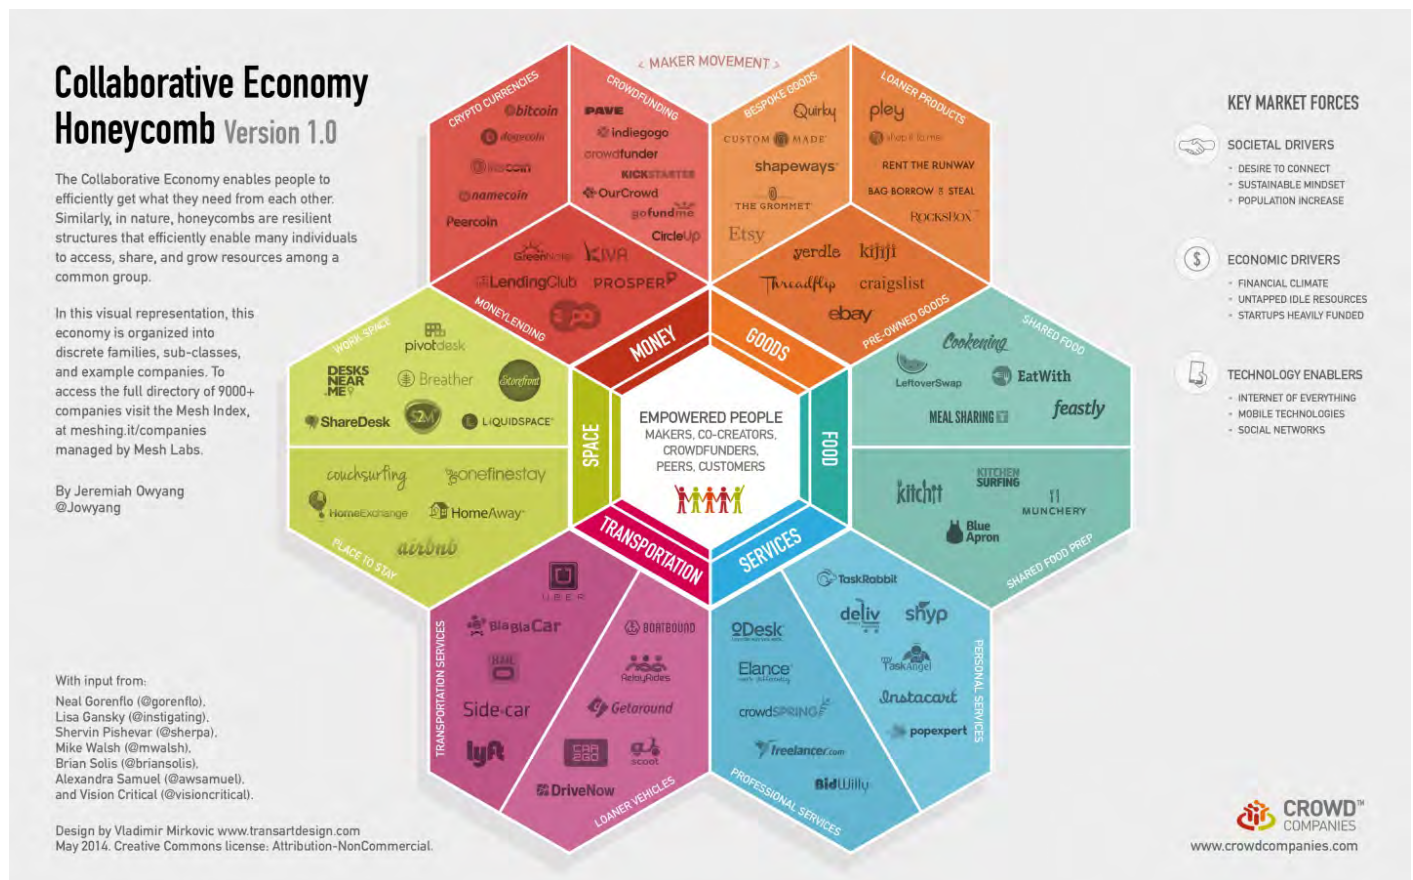 Collaborative Economy
Honeycomb Version 1.0
The Collaborative Economy enables people to
efficiently get what they need from each other.
Similarly, in nature, honeycombs are resilient
structures that efficiently enable many individuals
to access, share, and grow resources among a
common group.
In this visual representation, this
economy is organized into
discrete families, sub-classes,
and example companies. To
access the full directory of 9000+
companies visit the Mesh Index,
at meshing.it/companies
managed by Mesh Labs.
By Jeremiah Owyang
@Jowyang
With input from:
Neal Gorenflo (@gorenflo),
Lisa Gansky (@instigating),
Shervin Pishevar (@sherpa),
Mike Walsh (@mwalsh),
Brian Solis (@briansolis),
Alexandra Samuel (@awsamuel),
and Vision Critical (@visioncritical).
Design by Vladimir Mirkovic www.transartdesign.com
May 2014. Creative Commons license: Attribution-NonCommercial.
< MAKER MOVEMENT >
CRYPTO CURRENCIES
bitcoin
dogecoin
litecoin
namecoin
Peercoin
CROWDFUNDING
PAVE
indiegogo
crowdfunder
KICKSTARTER
OurCrowd
gofundme
CircleUp
GreenNote
KIVA
LendingClub
PROSPER
MONEYLENDING
MONEY
BESPOKE GOODS
Quirky
CUSTOM MADE
shapeways
THE GROMMET
Etsy
LOANER PRODUCTS
pley
RENT THE RUNWAY
BAG BORROW & STEAL
ROCKSBOX
yerdle
kijiji
Threadflip
craigslist
ebay
PRE-OWNED GOODS
GOODS
WORK SPACE
pivotdesk
DESKS
NEAR
.ME
Breather
Storefront
ShareDesk
S2M
LIQUIDSPACE
couchsurfing
onefinestay
HomeExchange
HomeAway
airbnb
PLACE TO STAY
SPACE
EMPOWERED PEOPLE
MAKERS, CO-CREATORS,
CROWDFUNDERS,
PEERS, CUSTOMERS
FOOD
SHARED FOOD
Cookening
LeftoverSwap
EatWith
MEAL SHARING
feastly
kitchit
KITCHEN
SURFING
MUNCHERY
Blue
Apron
SHARED FOOD PREP
TRANSPORTATION
TRANSPORTATION SERVICES
UBER
BlaBlaCar
HAILO
Side.car
lyft
BOATBOUND
RelayRides
Getaround
CAR
2GO
scoot
DriveNow
LOANER VEHICLES
SERVICES
oDesk
Elance
crowdSPRING
freelancer.com
BidWilly
PROFESSIONAL SERVICES
TaskRabbit
deliv
shyp
my
TaskAngel
Instacart
popexpert
PERSONAL SERVICES
KEY MARKET FORCES
SOCIETAL DRIVERS
- DESIRE TO CONNECT
- SUSTAINABLE MINDSET
- POPULATION INCREASE
$
ECONOMIC DRIVERS
- FINANCIAL CLIMATE
- UNTAPPED IDLE RESOURCES
- STARTUPS HEAVILY FUNDED
TECHNOLOGY ENABLERS
- INTERNET OF EVERYTHING
- MOBILE TECHNOLOGIES
- SOCIAL NETWORKS
CROWD™
COMPANIES
www.crowdcompanies.com